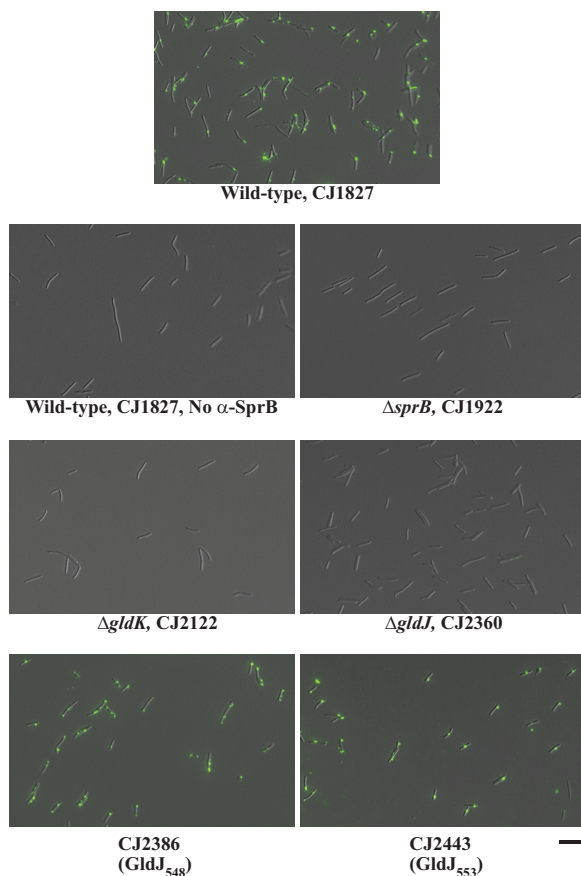 Wild-type, CJ1827
Wild-type, CJ1827, No α-SprB
ΔsprB, CJ1922
ΔgldK, CJ2122
ΔgldJ, CJ2360
CJ2386
(GldJ548)
CJ2443
(GldJ553)